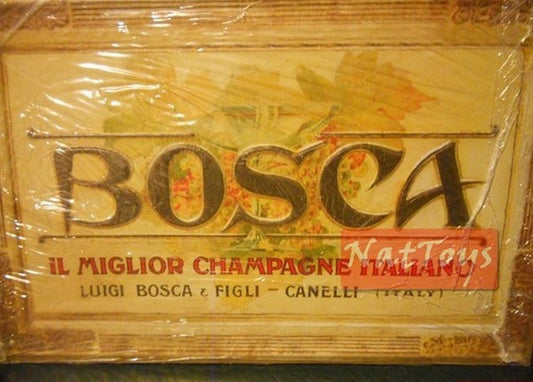 BOSCA
IL MIGLIOR CHAMPAGNE ITALIANO
NatToys
LUIGI BOSCA & FIGLI - CANELLI (ITALY)